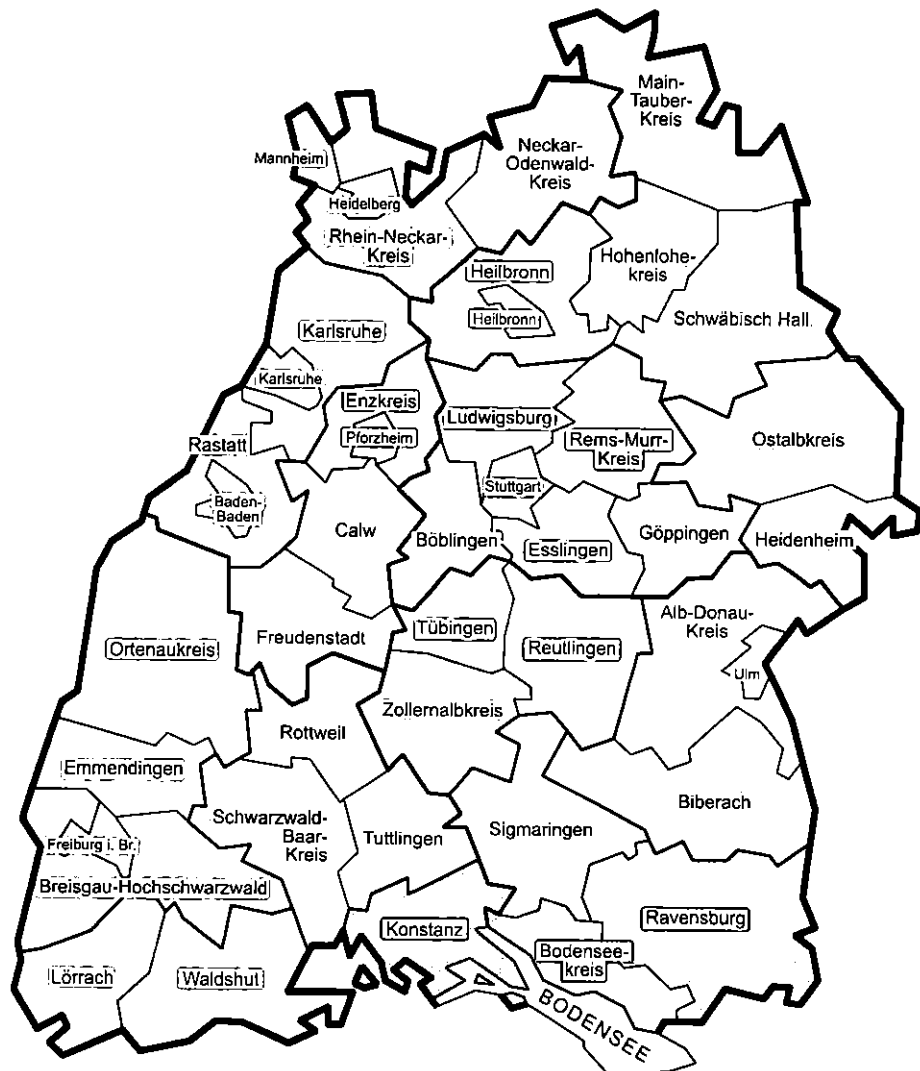 Main-
Tauber-
Kreis
Neckar-
Odenwald-
Kreis
Mannheim
Heidelberg
Rhein-Neckar-
Kreis
Heilbronn
Heilbronn
Hohenlohe-
kreis
Schwäbisch Hall
Karlsruhe
Karlsruhe
Enzkreis
Pforzheim
Ludwigsburg
Rems-Murr-
Kreis
Ostalbkreis
Rastatt
Baden-
Baden
Stuttgart
Calw
Böblingen
Esslingen
Göppingen
Heidenheim
Alb-Donau-
Kreis
Ulm
Ortenaukreis
Freudenstadt
Tübingen
Reutlingen
Zollernalbkreis
Rottweil
Emmendingen
Schwarzwald-
Baar-
Kreis
Tuttlingen
Sigmaringen
Biberach
Freiburg i. Br.
Breisgau-Hochschwarzwald
Konstanz
Bodensee-
kreis
Ravensburg
Lörrach
Waldshut
BODENSEE